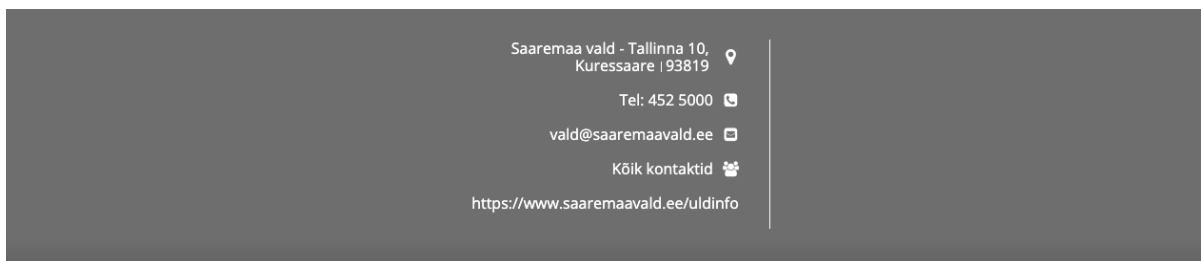 Saaremaa vald - Tallinna 10,
Kuressaare | 93819
Tel: 452 5000
vald@saaremaavald.ee
Kõik kontaktid
https://www.saaremaavald.ee/uldinfo